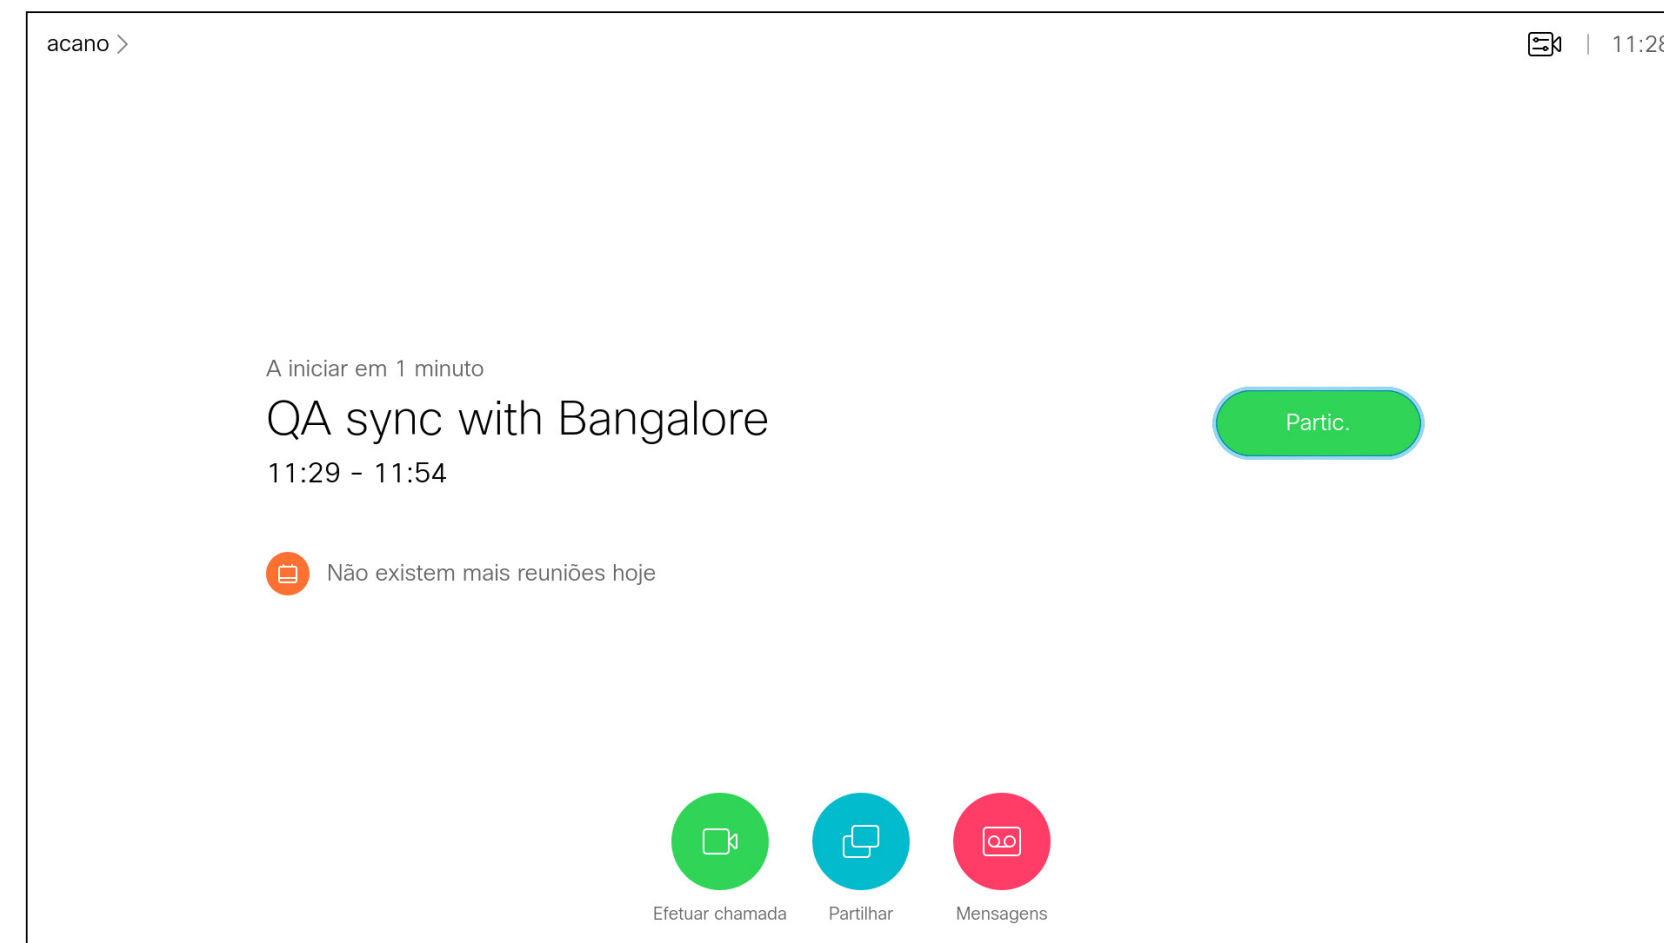 acano
11:28
A iniciar em 1 minuto
QA sync with Bangalore
11:29 - 11:54
Partic.
Não existem mais reuniões hoje
Efetuar chamada
Partilhar
Mensagens